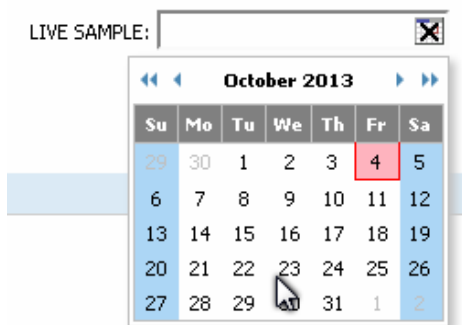 LIVE SAMPLE:
October 2013
Su Mo Tu We Th Fr Sa
29 30 1 2 3 4 5
6 7 8 9 10 11 12
13 14 15 16 17 18 19
20 21 22 23 24 25 26
27 28 29 31 1 2